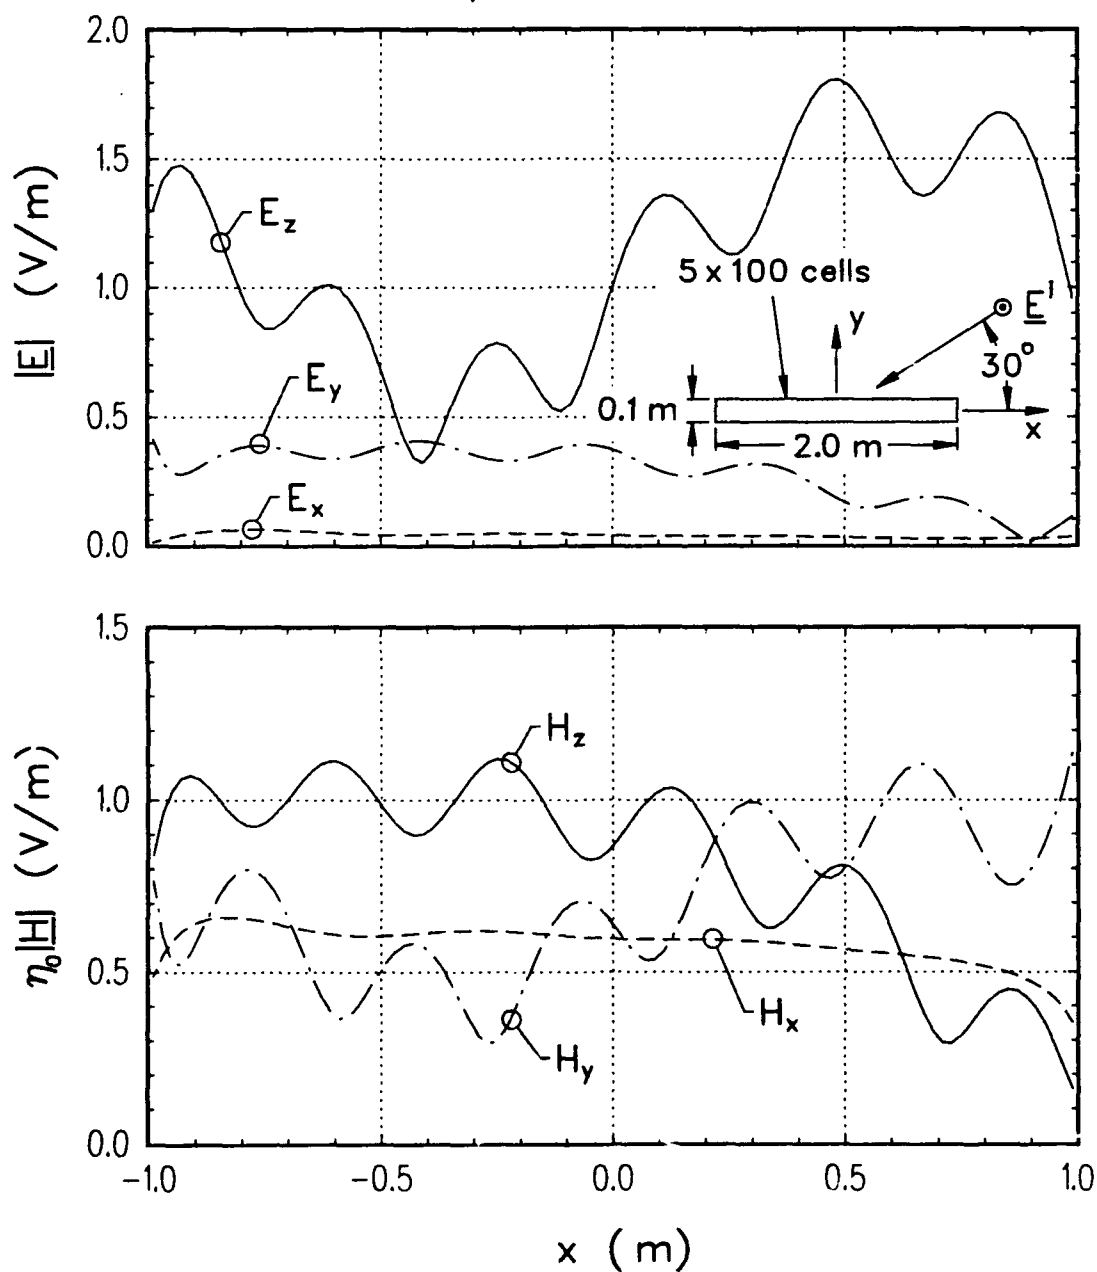 2.0
1.5
1.0
0.5
0.0
|E| (V/m)
E_z
E_y
E_x
5 x 100 cells
y
E^i
30°
0.1 m
2.0 m
x
1.5
1.0
0.5
0.0
η₀|H| (V/m)
H_z
H_x
H_y
-1.0
-0.5
0.0
0.5
1.0
x (m)